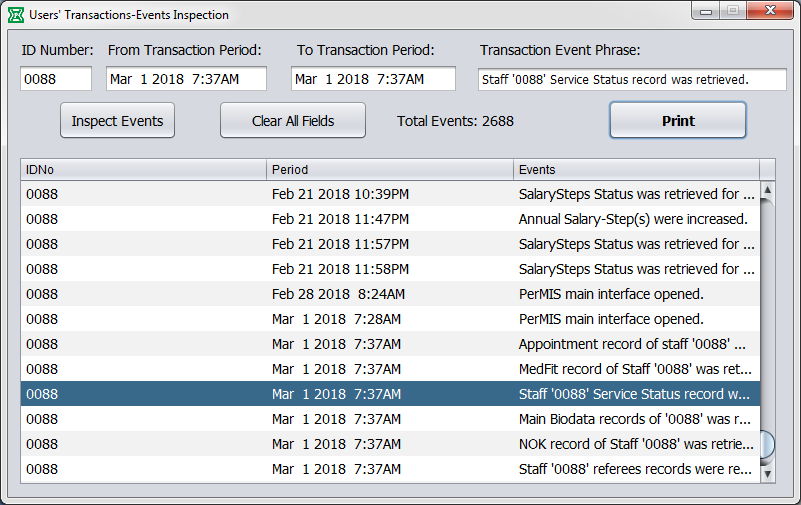 Users' Transactions-Events Inspection
ID Number: From Transaction Period: To Transaction Period: Transaction Event Phrase:
0088 Mar 1 2018 7:37AM Mar 1 2018 7:37AM Staff '0088' Service Status record was retrieved.
Inspect Events Clear All Fields Total Events: 2688 Print
IDNo Period Events
0088 Feb 21 2018 10:39PM SalarySteps Status was retrieved for ...
0088 Feb 21 2018 11:47PM Annual Salary-Step(s) were increased.
0088 Feb 21 2018 11:57PM SalarySteps Status was retrieved for ...
0088 Feb 21 2018 11:58PM SalarySteps Status was retrieved for ...
0088 Feb 28 2018 8:24AM PerMIS main interface opened.
0088 Mar 1 2018 7:28AM PerMIS main interface opened.
0088 Mar 1 2018 7:37AM Appointment record of staff '0088' ...
0088 Mar 1 2018 7:37AM MedFit record of Staff '0088' was ret...
0088 Mar 1 2018 7:37AM Staff '0088' Service Status record w...
0088 Mar 1 2018 7:37AM Main Biodata records of '0088' was r...
0088 Mar 1 2018 7:37AM NOK record of Staff '0088' was retrie...
0088 Mar 1 2018 7:37AM Staff '0088' referees records were re...